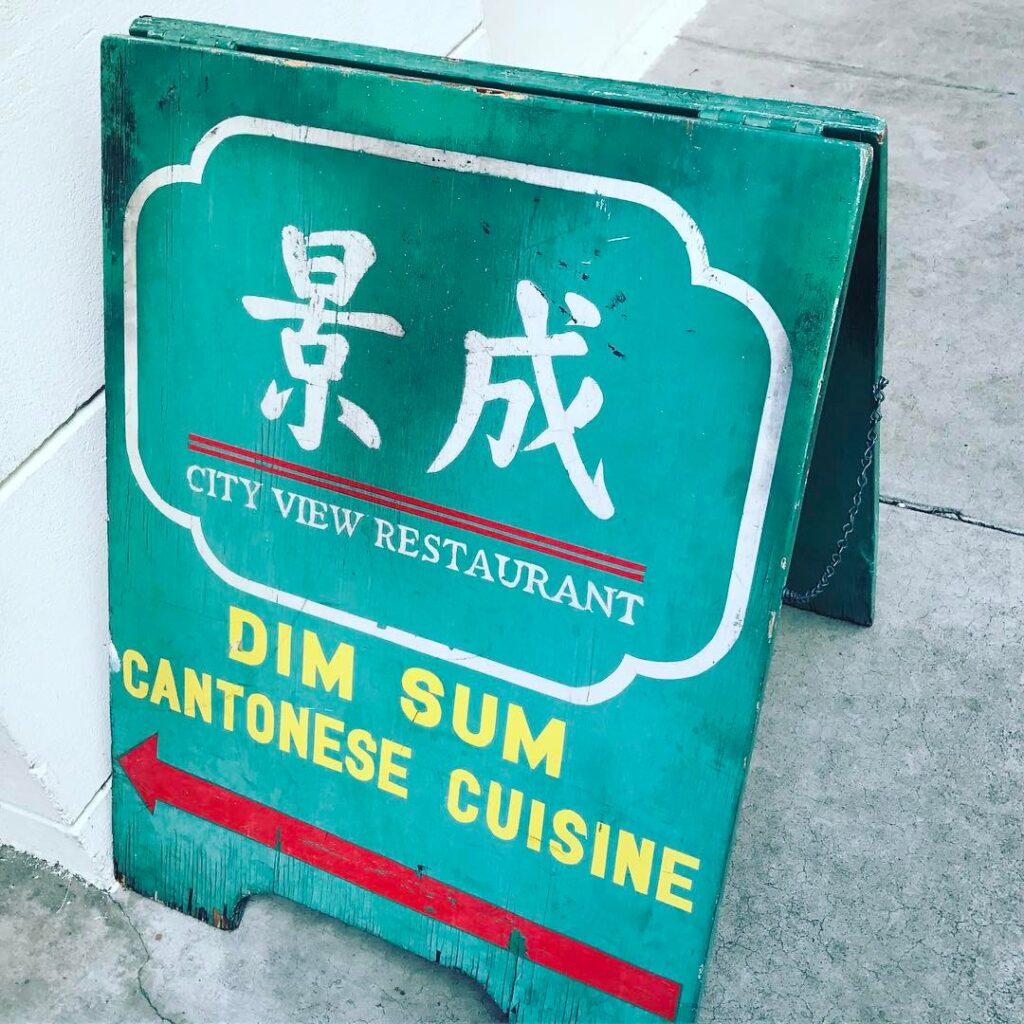 景成
CITY VIEW RESTAURANT
DIM SUM
CANTONESE CUISINE